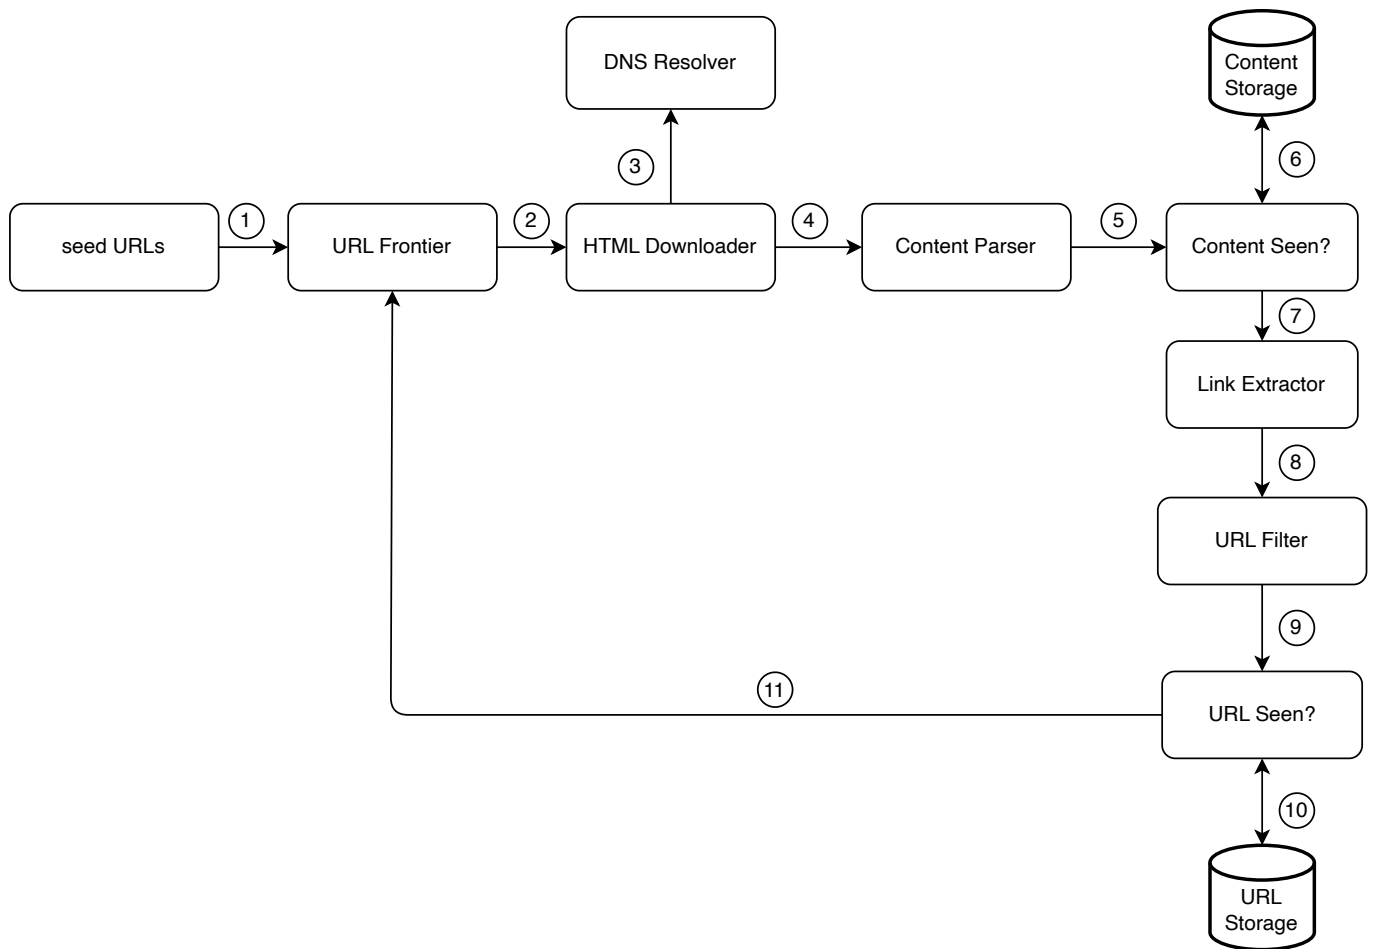 DNS Resolver
Content
Storage
3
6
1
2
4
5
seed URLs
URL Frontier
HTML Downloader
Content Parser
Content Seen?
7
Link Extractor
8
URL Filter
9
11
URL Seen?
10
URL
Storage